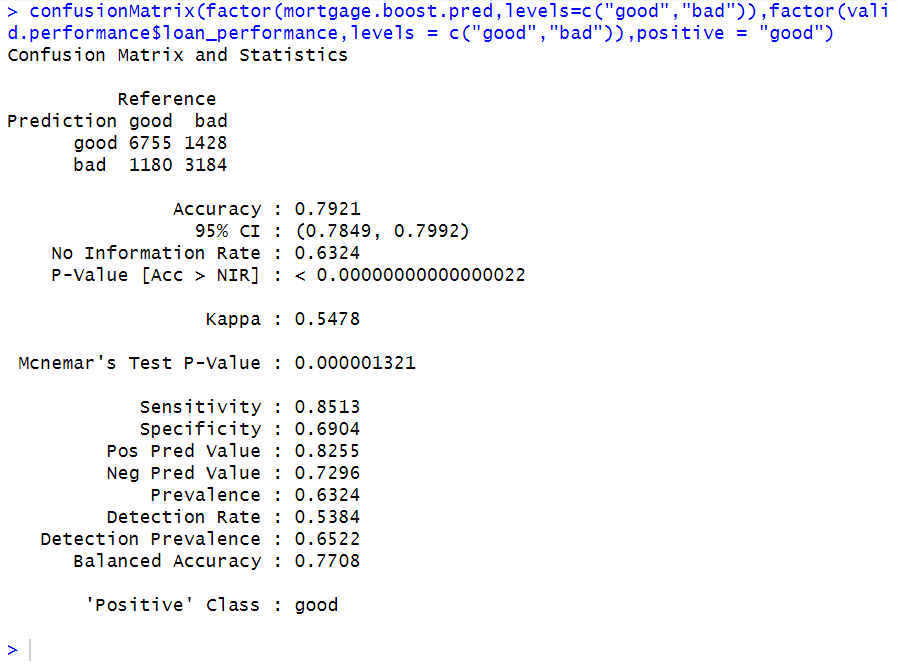 > confusionMatrix(factor(mortgage.boost.pred,levels=c("good","bad")),factor(vali
d.performance$loan_performance,levels = c("good","bad")),positive = "good")
Confusion Matrix and Statistics
Reference
Prediction good bad
good 6755 1428
bad 1180 3184
Accuracy : 0.7921
95% CI : (0.7849, 0.7992)
No Information Rate : 0.6324
P-Value [Acc > NIR] : < 0.00000000000000022
Kappa : 0.5478
Mcnemar's Test P-Value : 0.000001321
Sensitivity : 0.8513
Specificity : 0.6904
Pos Pred Value : 0.8255
Neg Pred Value : 0.7296
Prevalence : 0.6324
Detection Rate : 0.5384
Detection Prevalence : 0.6522
Balanced Accuracy : 0.7708
'Positive' Class : good
>